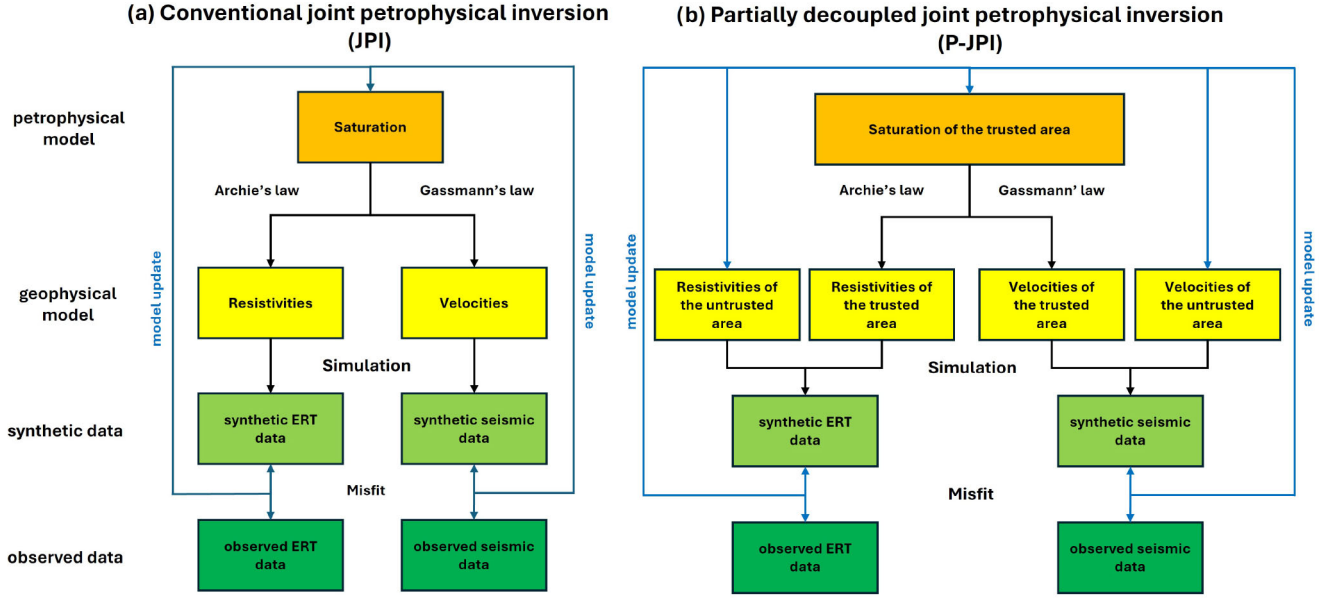 (a) Conventional joint petrophysical inversion
(JPI)
(b) Partially decoupled joint petrophysical inversion
(P-JPI)
petrophysical
model
Saturation
Saturation of the trusted area
Archie's law
Gassmann's law
Archie's law
Gassmann' law
model update
model update
model update
model update
geophysical
model
Resistivities
Velocities
Resistivities of
the untrusted
area
Resistivities of
the trusted
area
Velocities of
the trusted
area
Velocities of
the untrusted
area
Simulation
Simulation
synthetic data
synthetic ERT
data
synthetic seismic
data
synthetic ERT
data
synthetic seismic
data
Misfit
Misfit
observed data
observed ERT
data
observed seismic
data
observed ERT
data
observed seismic
data